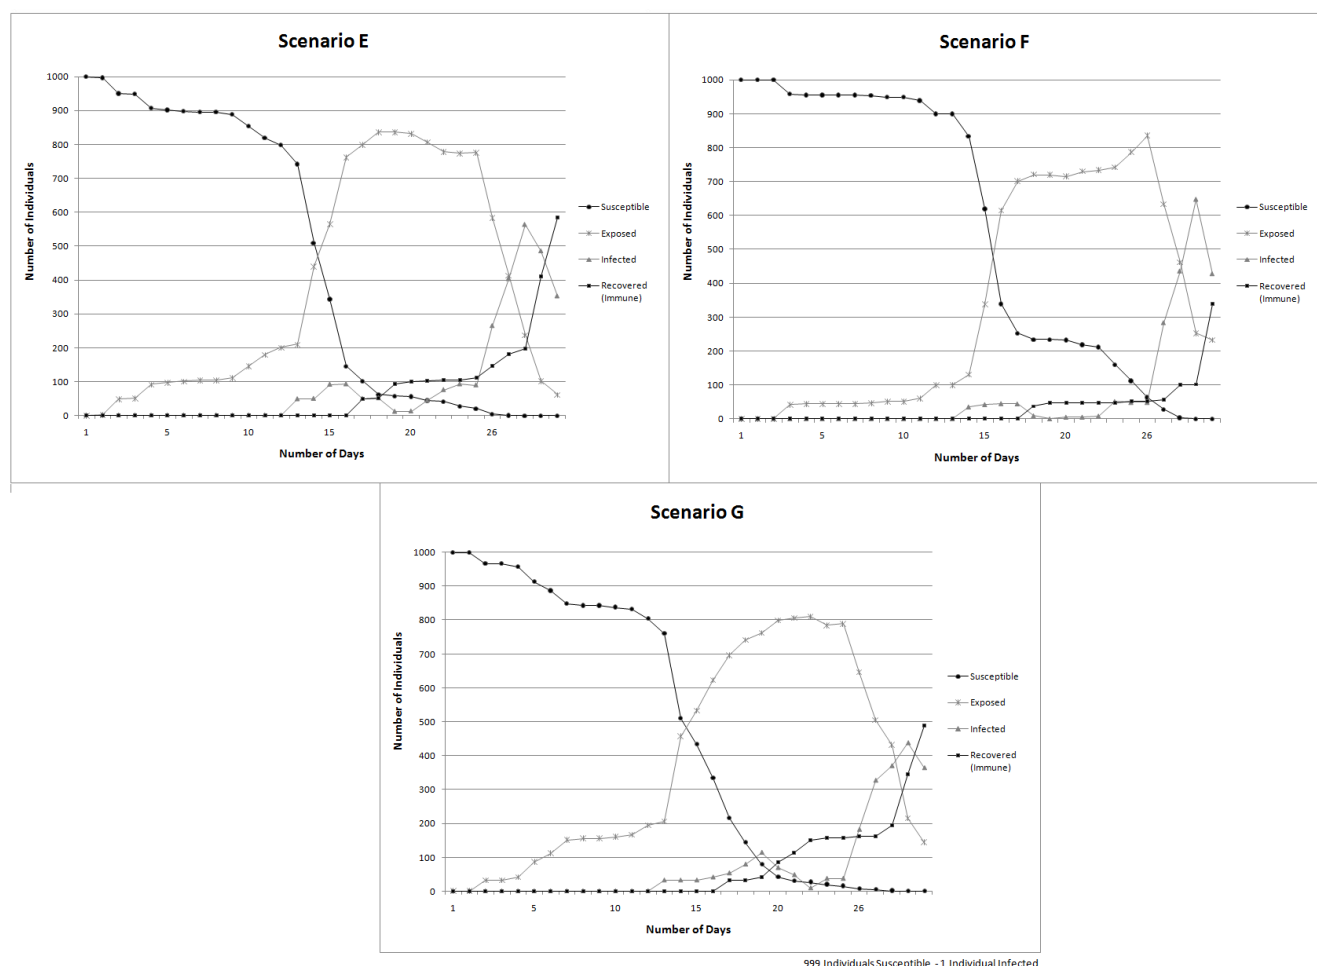 Scenario E
1000
900
800
700
600
500
400
300
200
100
0
Number of Individuals
1 5 10 15 20 26
Number of Days
Susceptible
Exposed
Infected
Recovered
(Immune)
Scenario F
1000
900
800
700
600
500
400
300
200
100
0
Number of Individuals
1 5 10 15 20 26
Number of Days
Susceptible
Exposed
Infected
Recovered
(Immune)
Scenario G
1000
900
800
700
600
500
400
300
200
100
0
Number of Individuals
1 5 10 15 20 26
Number of Days
Susceptible
Exposed
Infected
Recovered
(Immune)
999 Individuals Susceptible - 1 Individual Infected